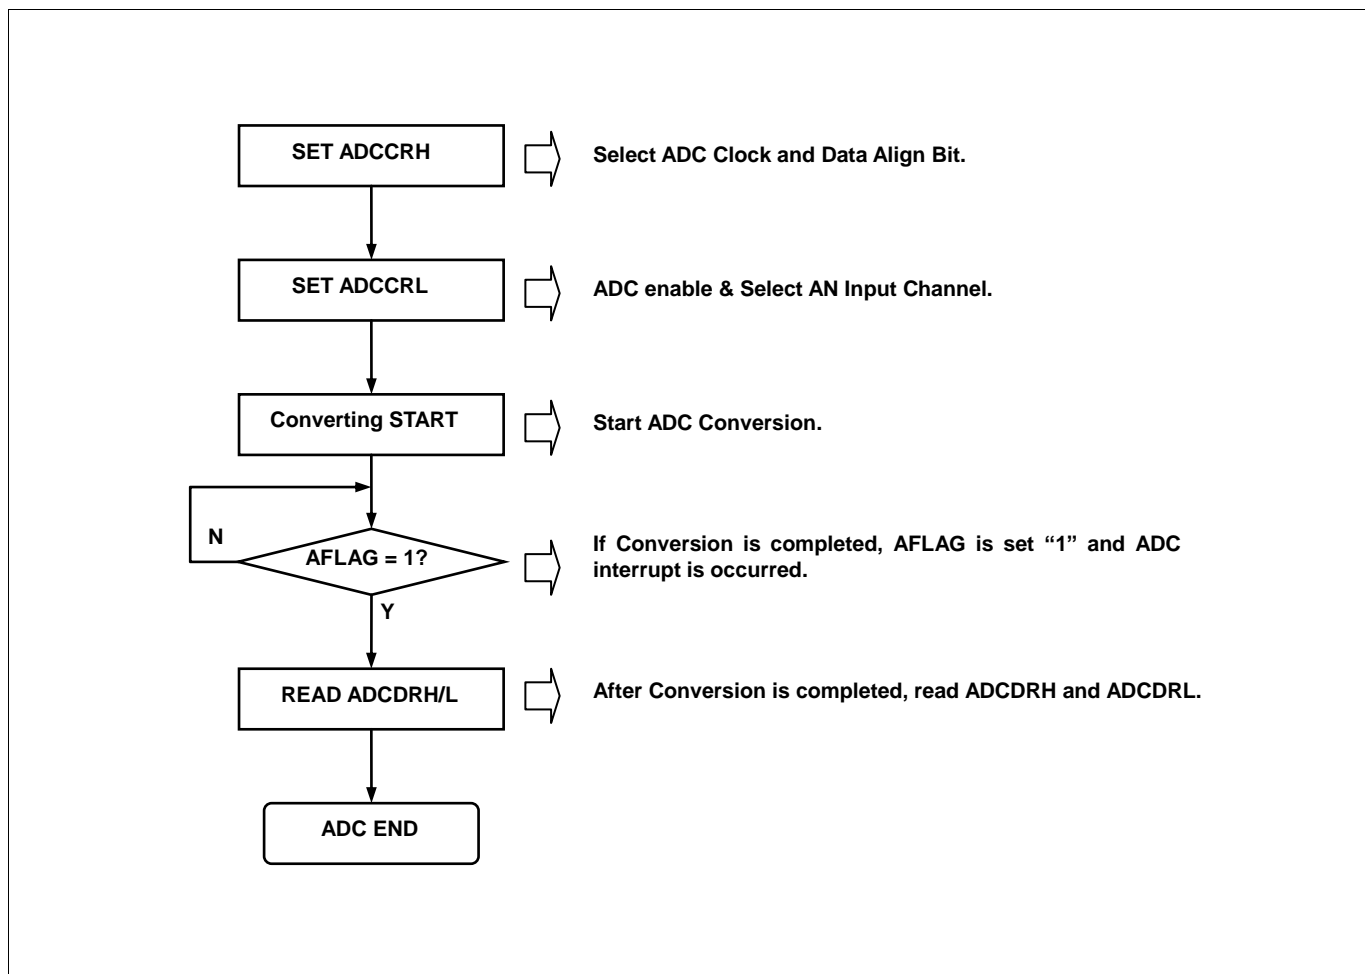 SET ADCCRH
Select ADC Clock and Data Align Bit.
SET ADCCRL
ADC enable & Select AN Input Channel.
Converting START
Start ADC Conversion.
N
AFLAG = 1?
If Conversion is completed, AFLAG is set “1” and ADC
interrupt is occurred.
Y
READ ADCDRH/L
After Conversion is completed, read ADCDRH and ADCDRL.
ADC END